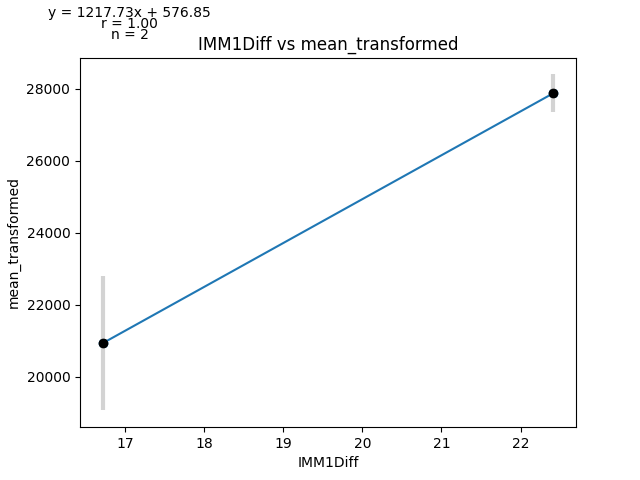 y = 1217.73x + 576.85
r = 1.00
n = 2
IMM1Diff vs mean_transformed
28000
26000
24000
22000
20000
mean_transformed
17 18 19 20 21 22
IMM1Diff